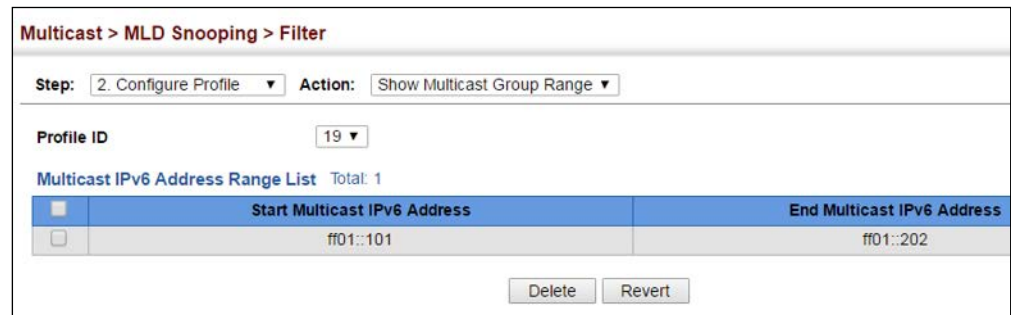 Multicast > MLD Snooping > Filter
Step: 2. Configure Profile Action: Show Multicast Group Range
Profile ID 19
Multicast IPv6 Address Range List Total: 1
Start Multicast IPv6 Address End Multicast IPv6 Address
ff01::101 ff01::202
Delete Revert